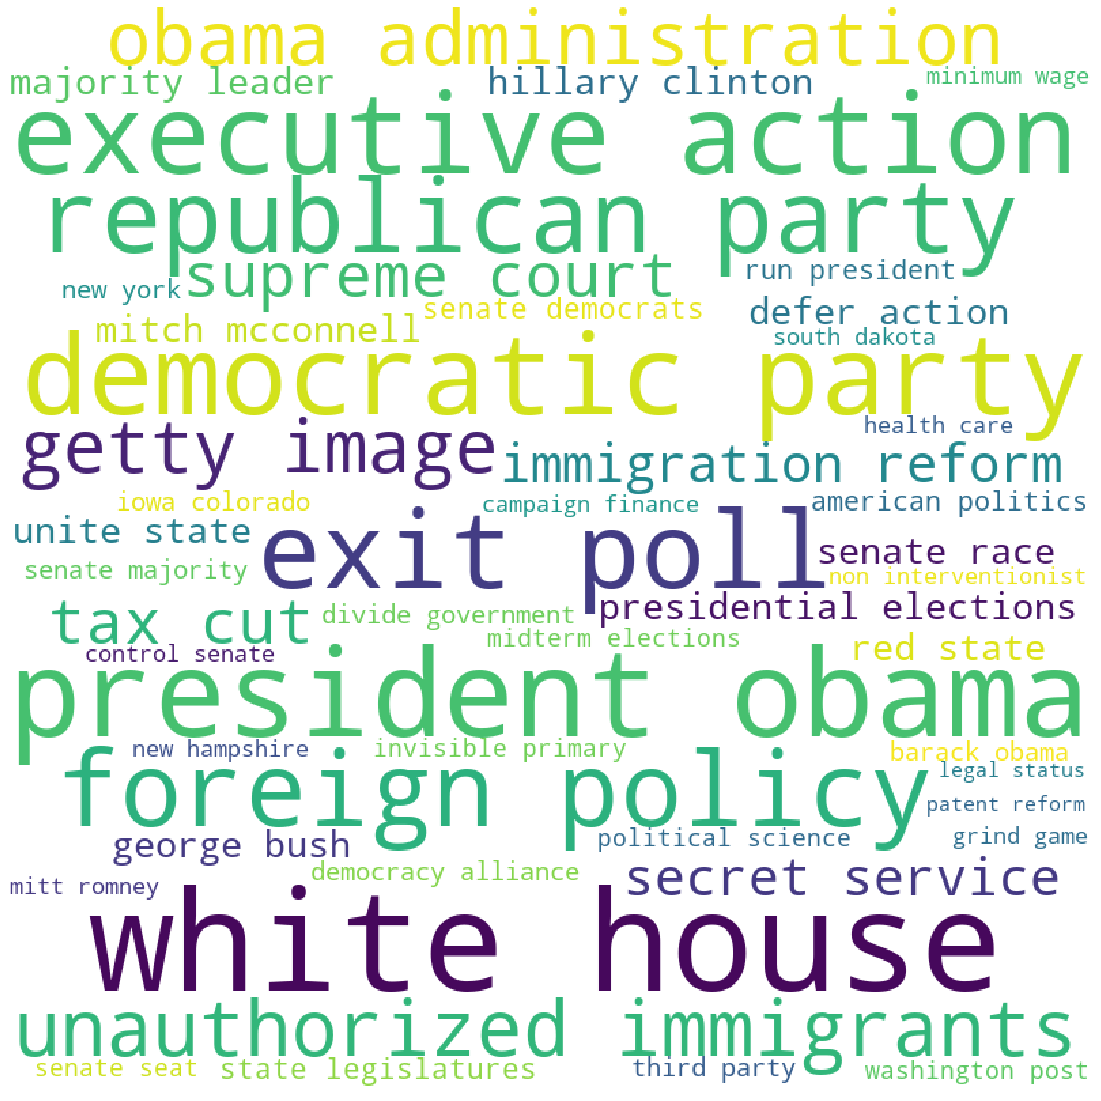 obama administration
majority leader
hillary clinton
minimum wage
executive action
republican party
supreme court
run president
new york
senate democrats
defer action
mitch mcconnell
south dakota
democratic party
getty image
health care
immigration reform
iowa colorado
campaign finance
american politics
unite state
exit poll
senate race
senate majority
non interventionist
tax cut
divide government
presidential elections
midterm elections
red state
control senate
president obama
new hampshire
invisible primary
barack obama
foreign policy
legal status
patent reform
george bush
political science
grind game
mitt romney
democracy alliance
secret service
white house
unauthorized immigrants
senate seat
state legislatures
third party
washington post